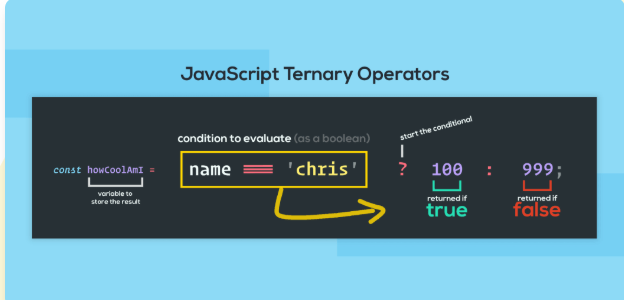 JavaScript Ternary Operators
condition to evaluate (as a boolean)
start the conditional
const howCoolAmI = name === 'chris' ? 100 : 999;
variable to
store the result
returned if
true
returned if
false